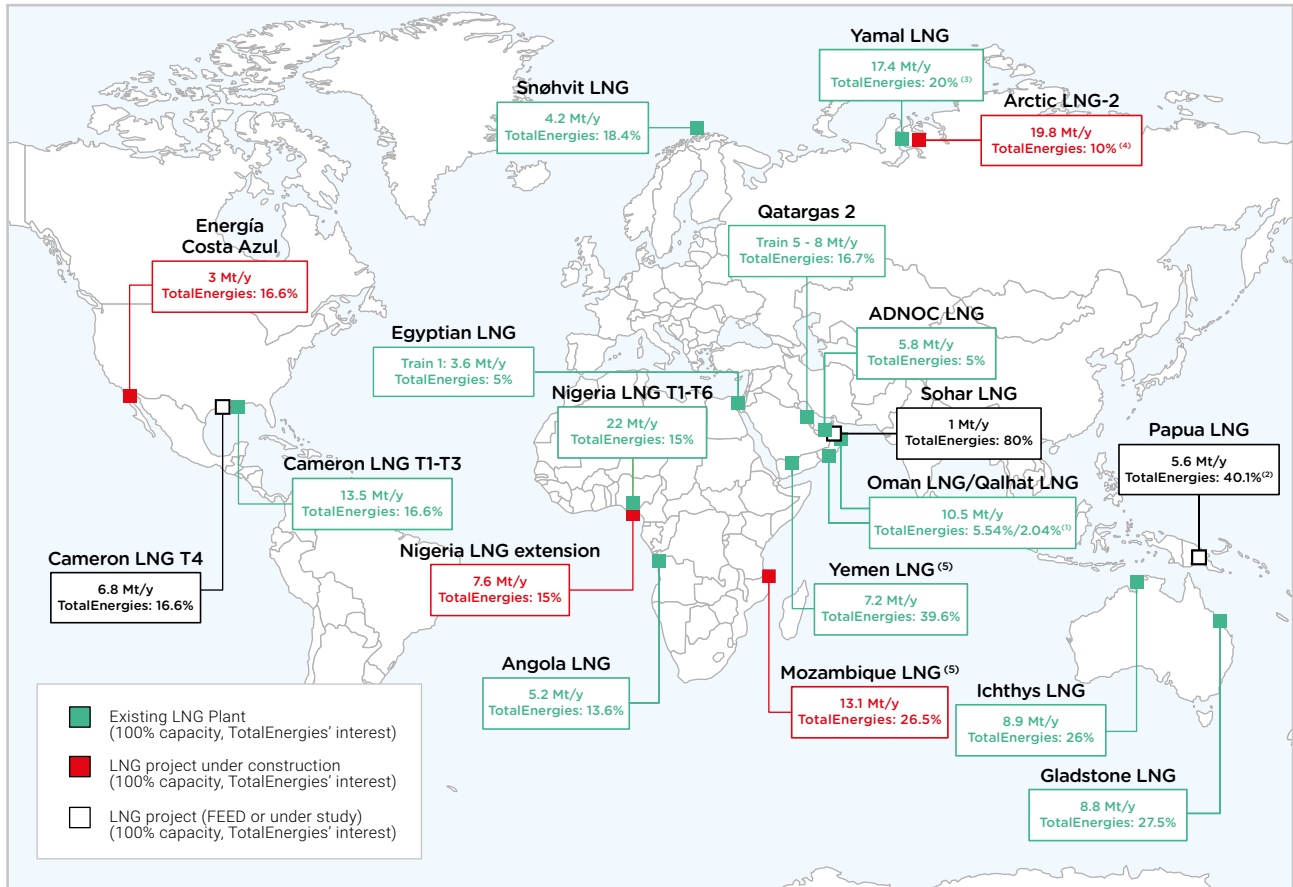 Yamal LNG
17.4 Mt/y
TotalEnergies: 20% (3)
Snøhvit LNG
4.2 Mt/y
TotalEnergies: 18.4%
Arctic LNG-2
19.8 Mt/y
TotalEnergies: 10% (4)
Energía
Costa Azul
3 Mt/y
TotalEnergies: 16.6%
Qatargas 2
Train 5 - 8 Mt/y
TotalEnergies: 16.7%
Egyptian LNG
Train 1: 3.6 Mt/y
TotalEnergies: 5%
ADNOC LNG
5.8 Mt/y
TotalEnergies: 5%
Nigeria LNG T1-T6
22 Mt/y
TotalEnergies: 15%
Sohar LNG
1 Mt/y
TotalEnergies: 80%
Papua LNG
5.6 Mt/y
TotalEnergies: 40.1% (2)
Cameron LNG T1-T3
13.5 Mt/y
TotalEnergies: 16.6%
Oman LNG/Qalhat LNG
10.5 Mt/y
TotalEnergies: 5.54%/2.04% (1)
Cameron LNG T4
6.8 Mt/y
TotalEnergies: 16.6%
Nigeria LNG extension
7.6 Mt/y
TotalEnergies: 15%
Yemen LNG (5)
7.2 Mt/y
TotalEnergies: 39.6%
Angola LNG
5.2 Mt/y
TotalEnergies: 13.6%
Mozambique LNG (5)
13.1 Mt/y
TotalEnergies: 26.5%
Ichthys LNG
8.9 Mt/y
TotalEnergies: 26%
Gladstone LNG
8.8 Mt/y
TotalEnergies: 27.5%
Existing LNG Plant
(100% capacity, TotalEnergies' interest)
LNG project under construction
(100% capacity, TotalEnergies' interest)
LNG project (FEED or under study)
(100% capacity, TotalEnergies' interest)